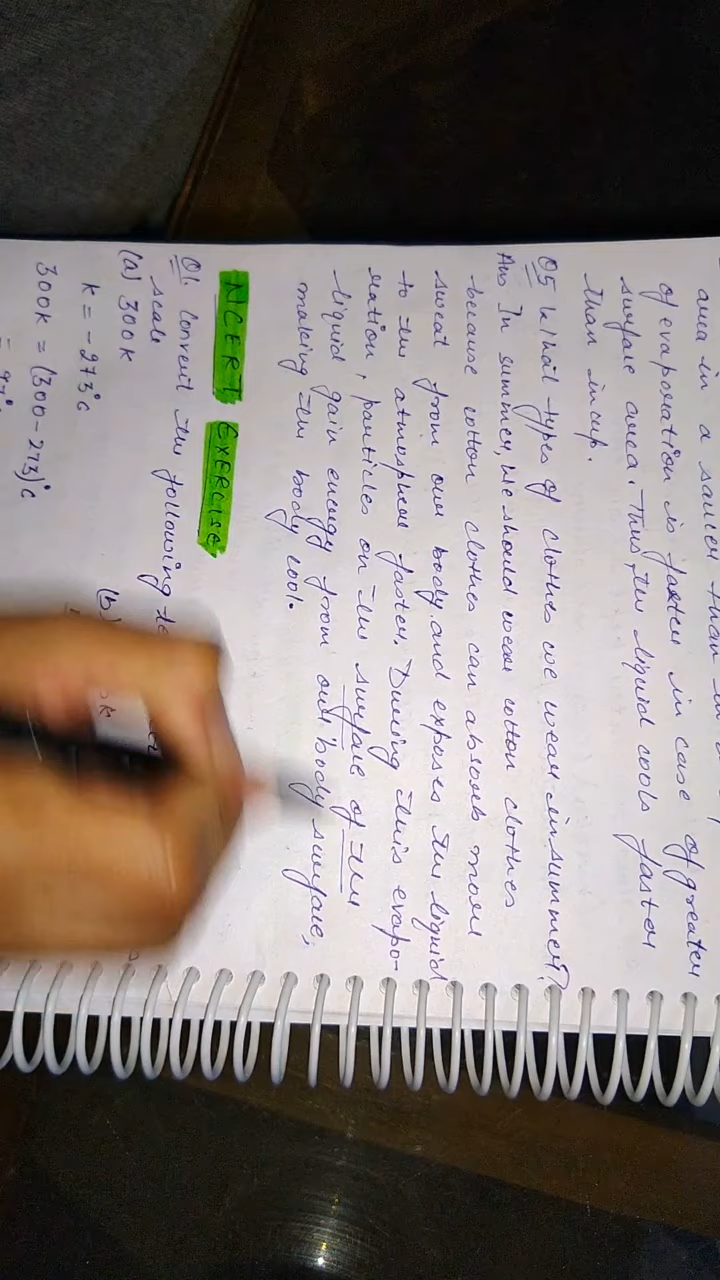 area in a saucer than
of evaporation is faster in case of greater
surface area. Thus, the liquid cools faster
than in cup.
Q5 What types of clothes we wear in summer?
Ans In summer, we should wear cotton clothes
because cotton clothes can absorb more
sweat from our body and exposes the liquid
to the atmosphere faster. During this evapo-
ration, particles on the surface of the
liquid gain energy from our body surface,
making the body cool.
NCERT EXERCISE
Q1. Convert the following
scale
(a) 300K
(b)
K = -273°C
300K = (300-273)°C